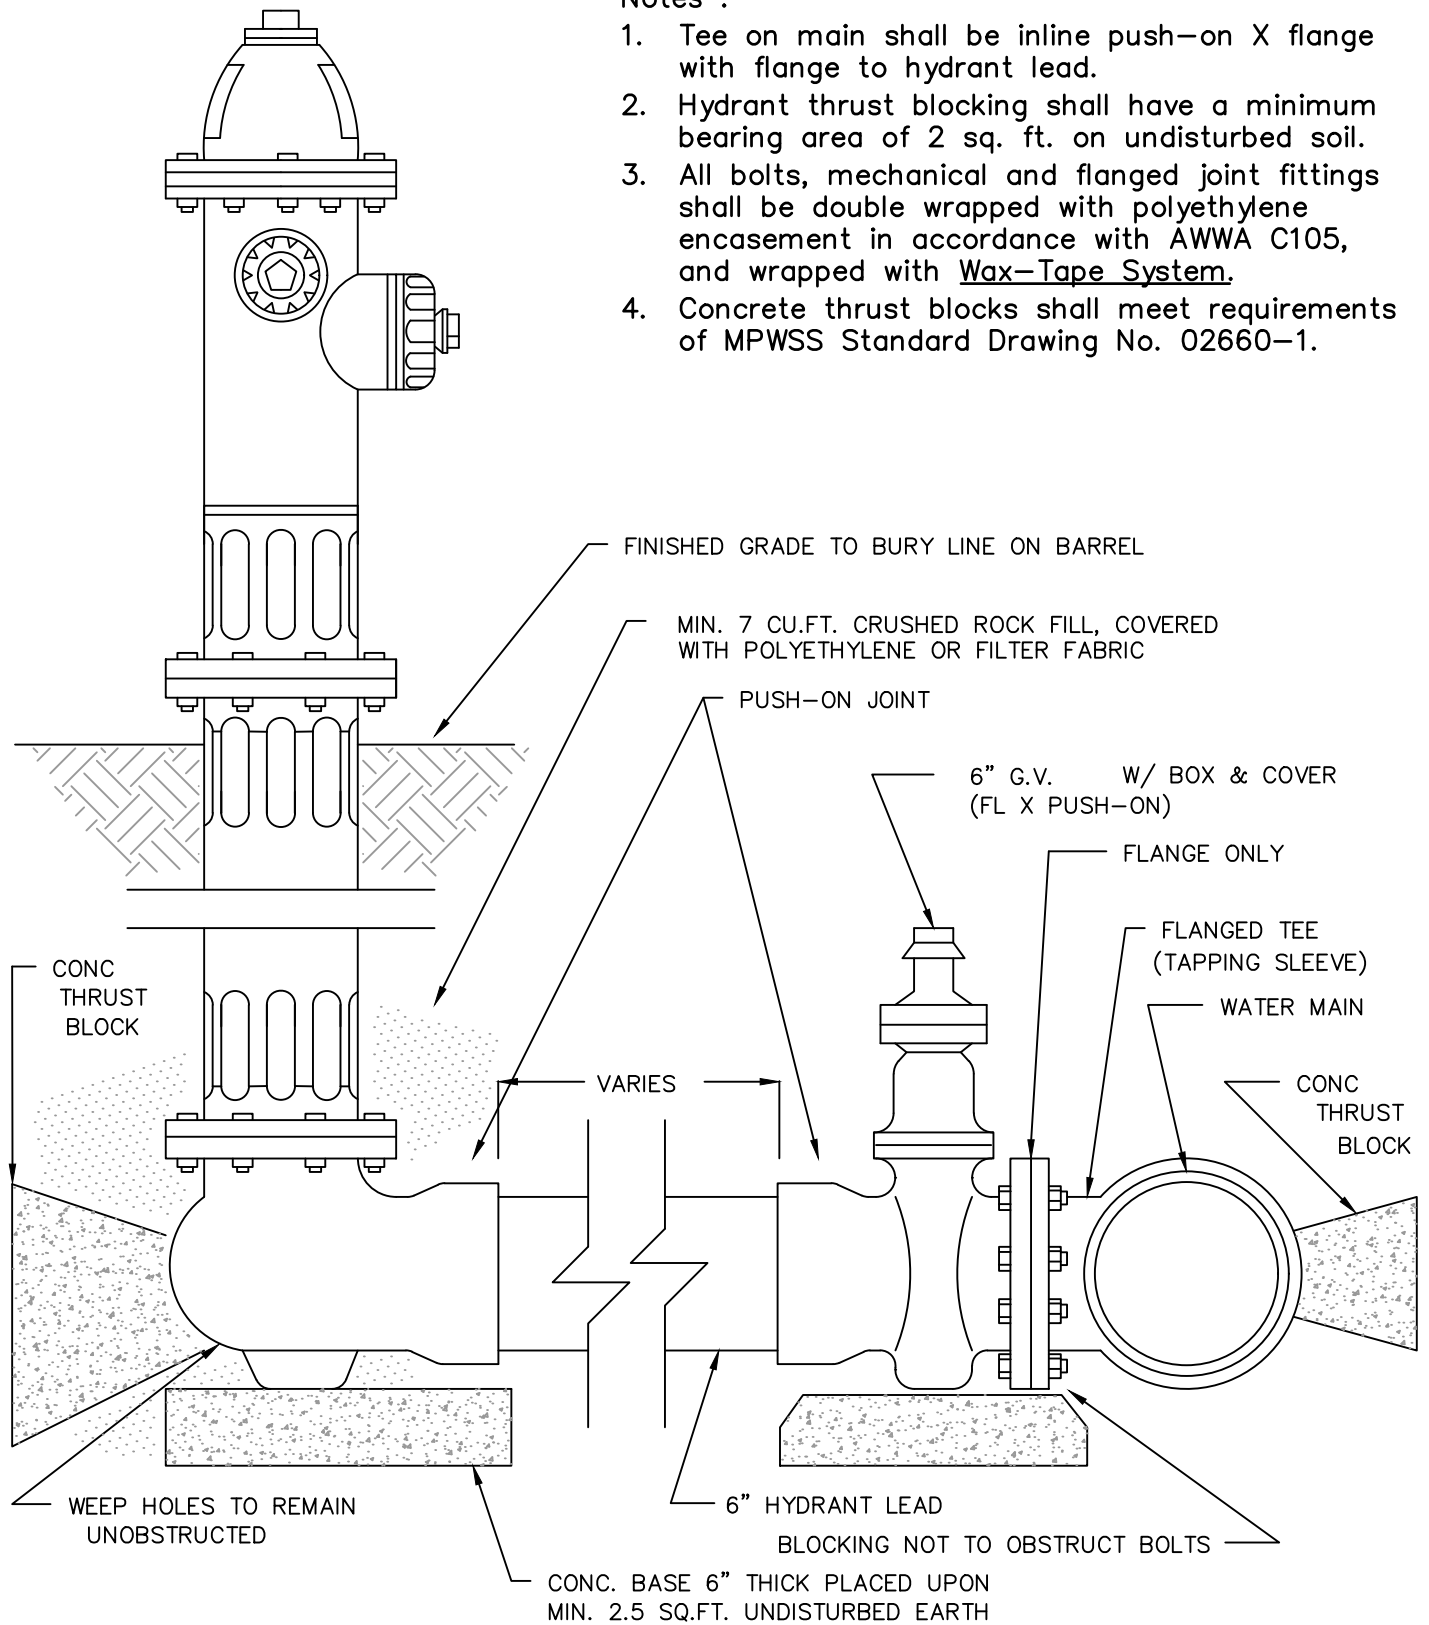 Notes :
1. Tee on main shall be inline push-on X flange
with flange to hydrant lead.
2. Hydrant thrust blocking shall have a minimum
bearing area of 2 sq. ft. on undisturbed soil.
3. All bolts, mechanical and flanged joint fittings
shall be double wrapped with polyethylene
encasement in accordance with AWWA C105,
and wrapped with Wax-Tape System.
4. Concrete thrust blocks shall meet requirements
of MPWSS Standard Drawing No. 02660-1.
FINISHED GRADE TO BURY LINE ON BARREL
MIN. 7 CU.FT. CRUSHED ROCK FILL, COVERED
WITH POLYETHYLENE OR FILTER FABRIC
PUSH-ON JOINT
6" G.V. W/ BOX & COVER
(FL X PUSH-ON)
FLANGE ONLY
FLANGED TEE
(TAPPING SLEEVE)
WATER MAIN
CONC
THRUST
BLOCK
VARIES
CONC
THRUST
BLOCK
WEEP HOLES TO REMAIN
UNOBSTRUCTED
6" HYDRANT LEAD
BLOCKING NOT TO OBSTRUCT BOLTS
CONC. BASE 6" THICK PLACED UPON
MIN. 2.5 SQ.FT. UNDISTURBED EARTH